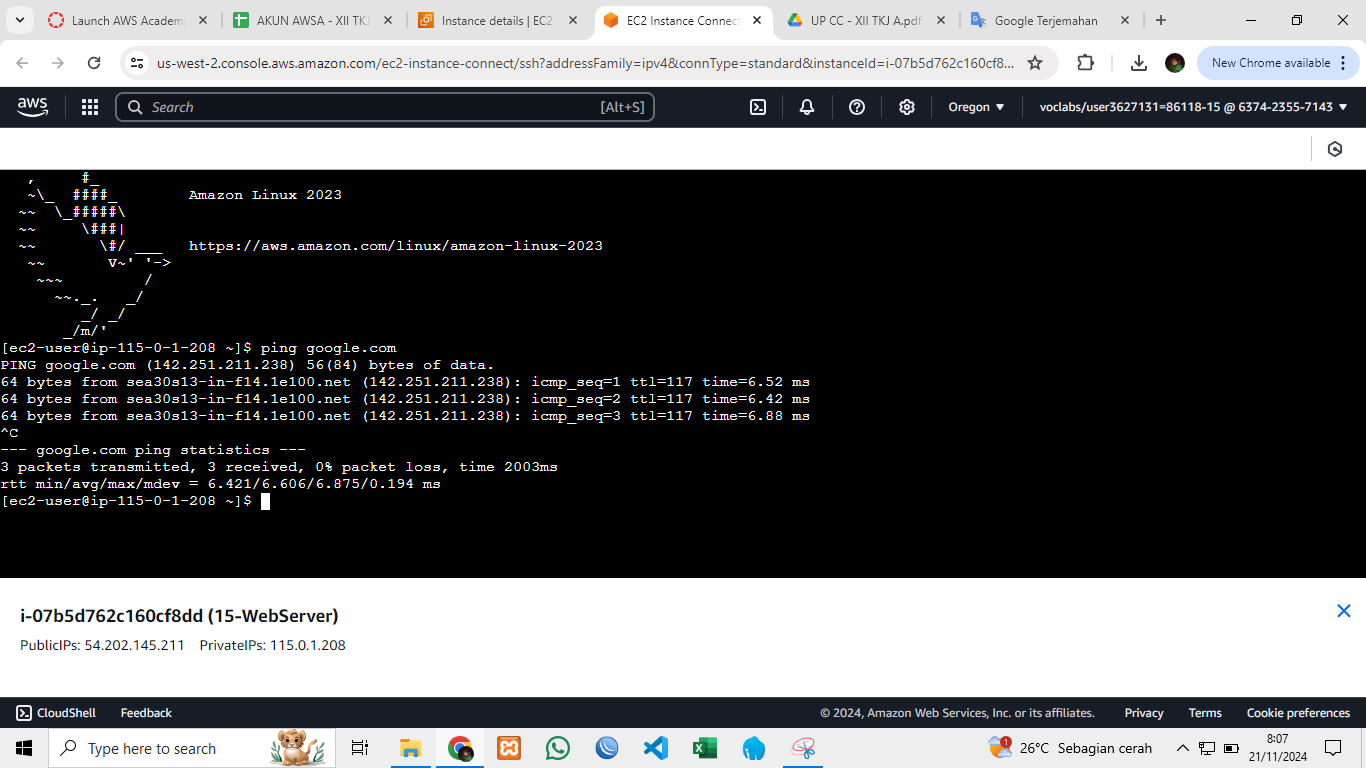 Launch AWS Academy
AKUN AWSA - XII TKJ
Instance details | EC2
EC2 Instance Connect
UP CC - XII TKJ A.pdf
Google Terjemahan
us-west-2.console.aws.amazon.com/ec2-instance-connect/ssh?addressFamily=ipv4&connType=standard&instanceId=i-07b5d762c160cf8...
New Chrome available
aws
Search
[Alt+S]
Oregon
voclabs/user3627131=86118-15 @ 6374-2355-7143
   ,     #_
   ~\_  ####_        Amazon Linux 2023
  ~~  \_#####\
  ~~     \###|
  ~~       \#/ ___   https://aws.amazon.com/linux/amazon-linux-2023
   ~~       V~' '->
    ~~~         /
      ~~._.   _/
         _/ _/
       _/m/'
[ec2-user@ip-115-0-1-208 ~]$ ping google.com
PING google.com (142.251.211.238) 56(84) bytes of data.
64 bytes from sea30s13-in-f14.1e100.net (142.251.211.238): icmp_seq=1 ttl=117 time=6.52 ms
64 bytes from sea30s13-in-f14.1e100.net (142.251.211.238): icmp_seq=2 ttl=117 time=6.42 ms
64 bytes from sea30s13-in-f14.1e100.net (142.251.211.238): icmp_seq=3 ttl=117 time=6.88 ms
^C
--- google.com ping statistics ---
3 packets transmitted, 3 received, 0% packet loss, time 2003ms
rtt min/avg/max/mdev = 6.421/6.606/6.875/0.194 ms
[ec2-user@ip-115-0-1-208 ~]$
i-07b5d762c160cf8dd (15-WebServer)
PublicIPs: 54.202.145.211 PrivateIPs: 115.0.1.208
CloudShell
Feedback
© 2024, Amazon Web Services, Inc. or its affiliates.
Privacy
Terms
Cookie preferences
Type here to search
1
26°C Sebagian cerah
8:07
21/11/2024